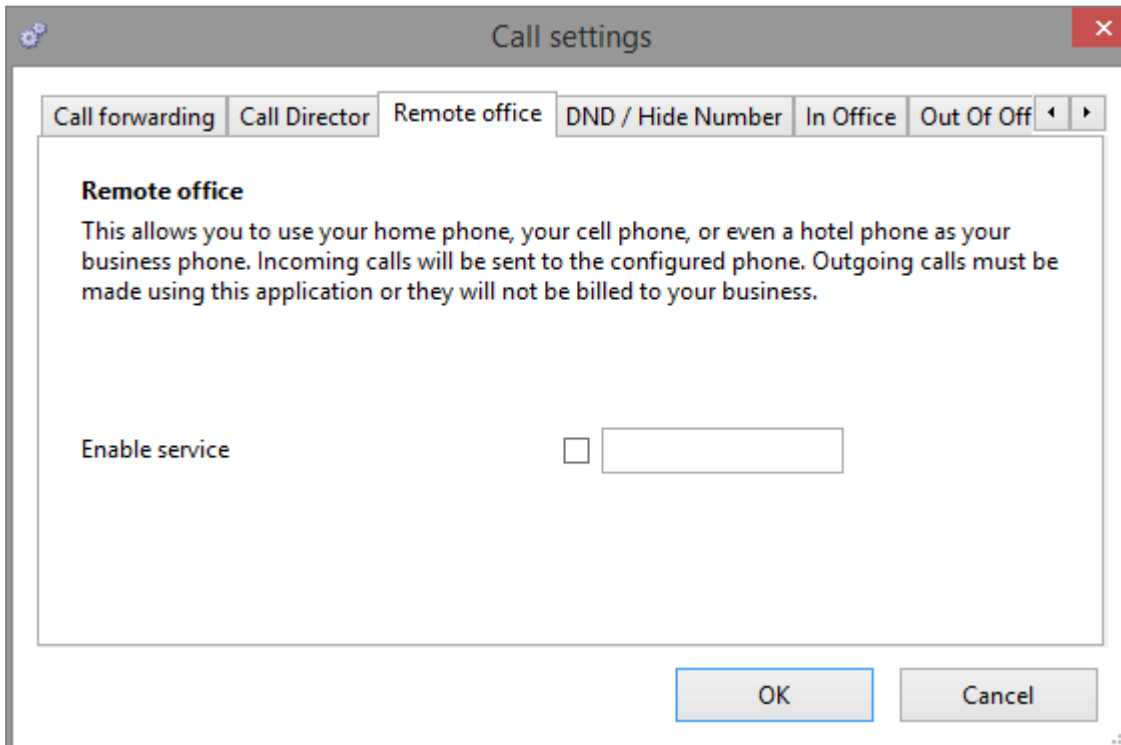 Call settings
Call forwarding
Call Director
Remote office
DND / Hide Number
In Office
Out Of Off
Remote office
This allows you to use your home phone, your cell phone, or even a hotel phone as your
business phone. Incoming calls will be sent to the configured phone. Outgoing calls must be
made using this application or they will not be billed to your business.
Enable service
OK
Cancel